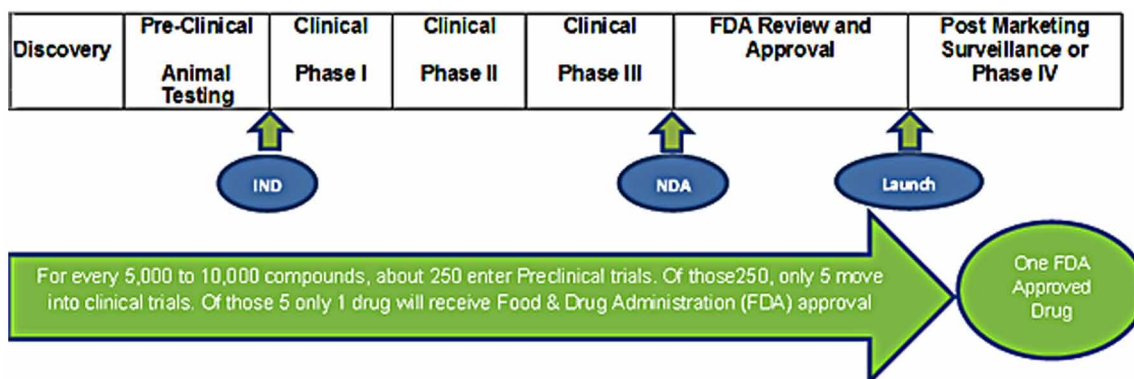 Discovery
Pre-Clinical
Animal
Testing
Clinical
Phase I
Clinical
Phase II
Clinical
Phase III
FDA Review and
Approval
Post Marketing
Surveillance or
Phase IV
IND
NDA
Launch
For every 5,000 to 10,000 compounds, about 250 enter Preclinical trials. Of those250, only 5 move
into clinical trials. Of those 5 only 1 drug will receive Food & Drug Administration (FDA) approval
One FDA
Approved
Drug